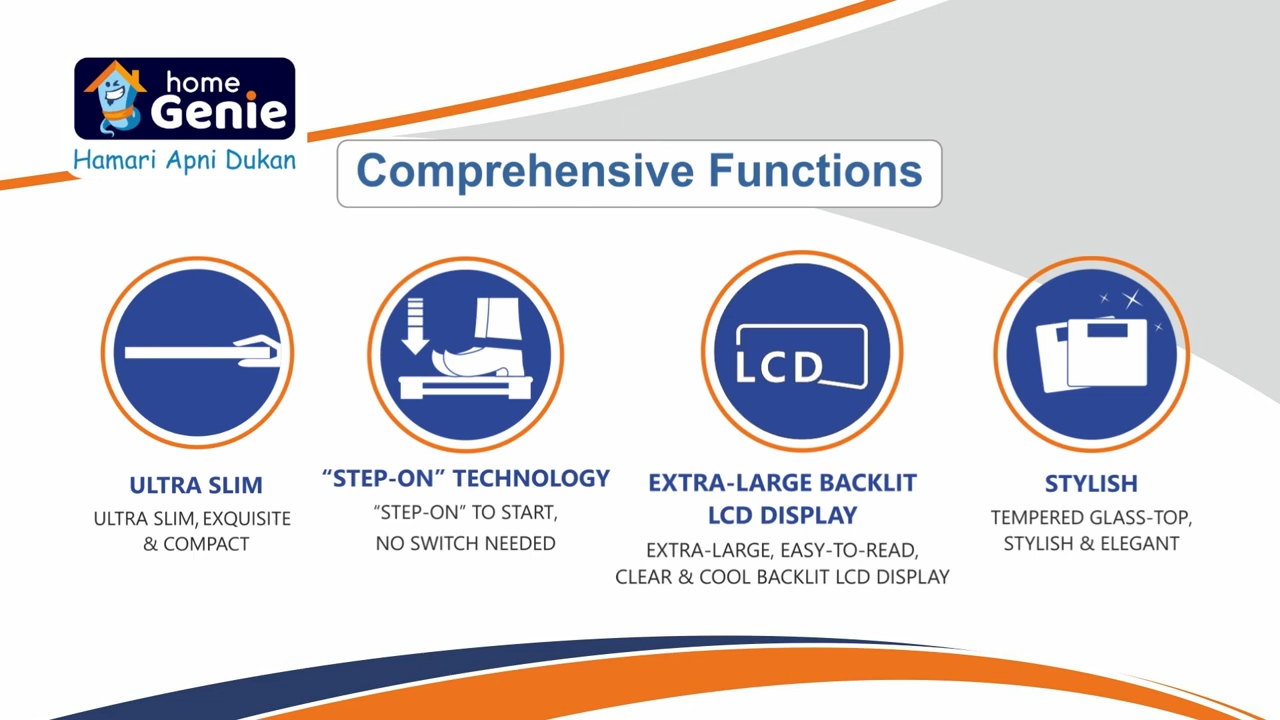 home
Genie
Hamari Apni Dukan
Comprehensive Functions
LCD
ULTRA SLIM
ULTRA SLIM, EXQUISITE
& COMPACT
“STEP-ON” TECHNOLOGY
“STEP-ON” TO START,
NO SWITCH NEEDED
EXTRA-LARGE BACKLIT
LCD DISPLAY
EXTRA-LARGE, EASY-TO-READ,
CLEAR & COOL BACKLIT LCD DISPLAY
STYLISH
TEMPERED GLASS-TOP,
STYLISH & ELEGANT